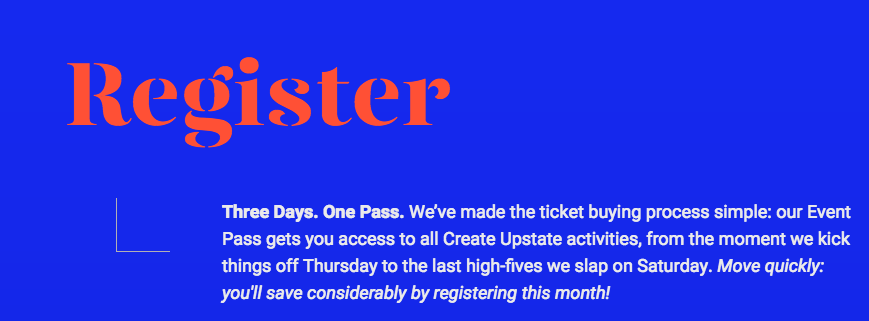 Register
Three Days. One Pass. We’ve made the ticket buying process simple: our Event
Pass gets you access to all Create Upstate activities, from the moment we kick
things off Thursday to the last high-fives we slap on Saturday. Move quickly:
you'll save considerably by registering this month!